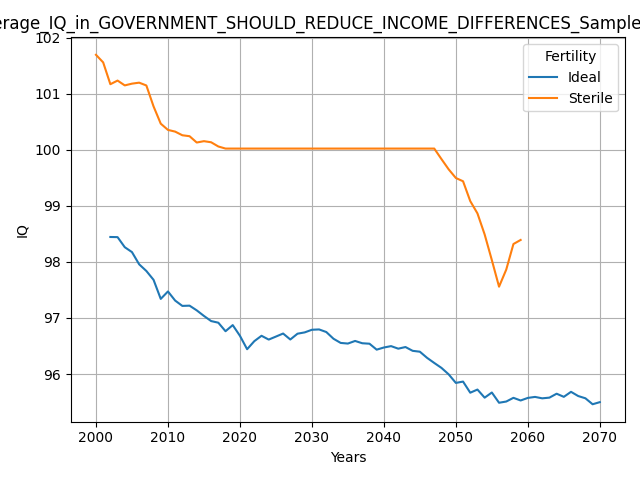 erage_IQ_in_GOVERNMENT_SHOULD_REDUCE_INCOME_DIFFERENCES_Sample
102
101
100
99
98
97
96
IQ
Fertility
Ideal
Sterile
2000 2010 2020 2030 2040 2050 2060 2070
Years